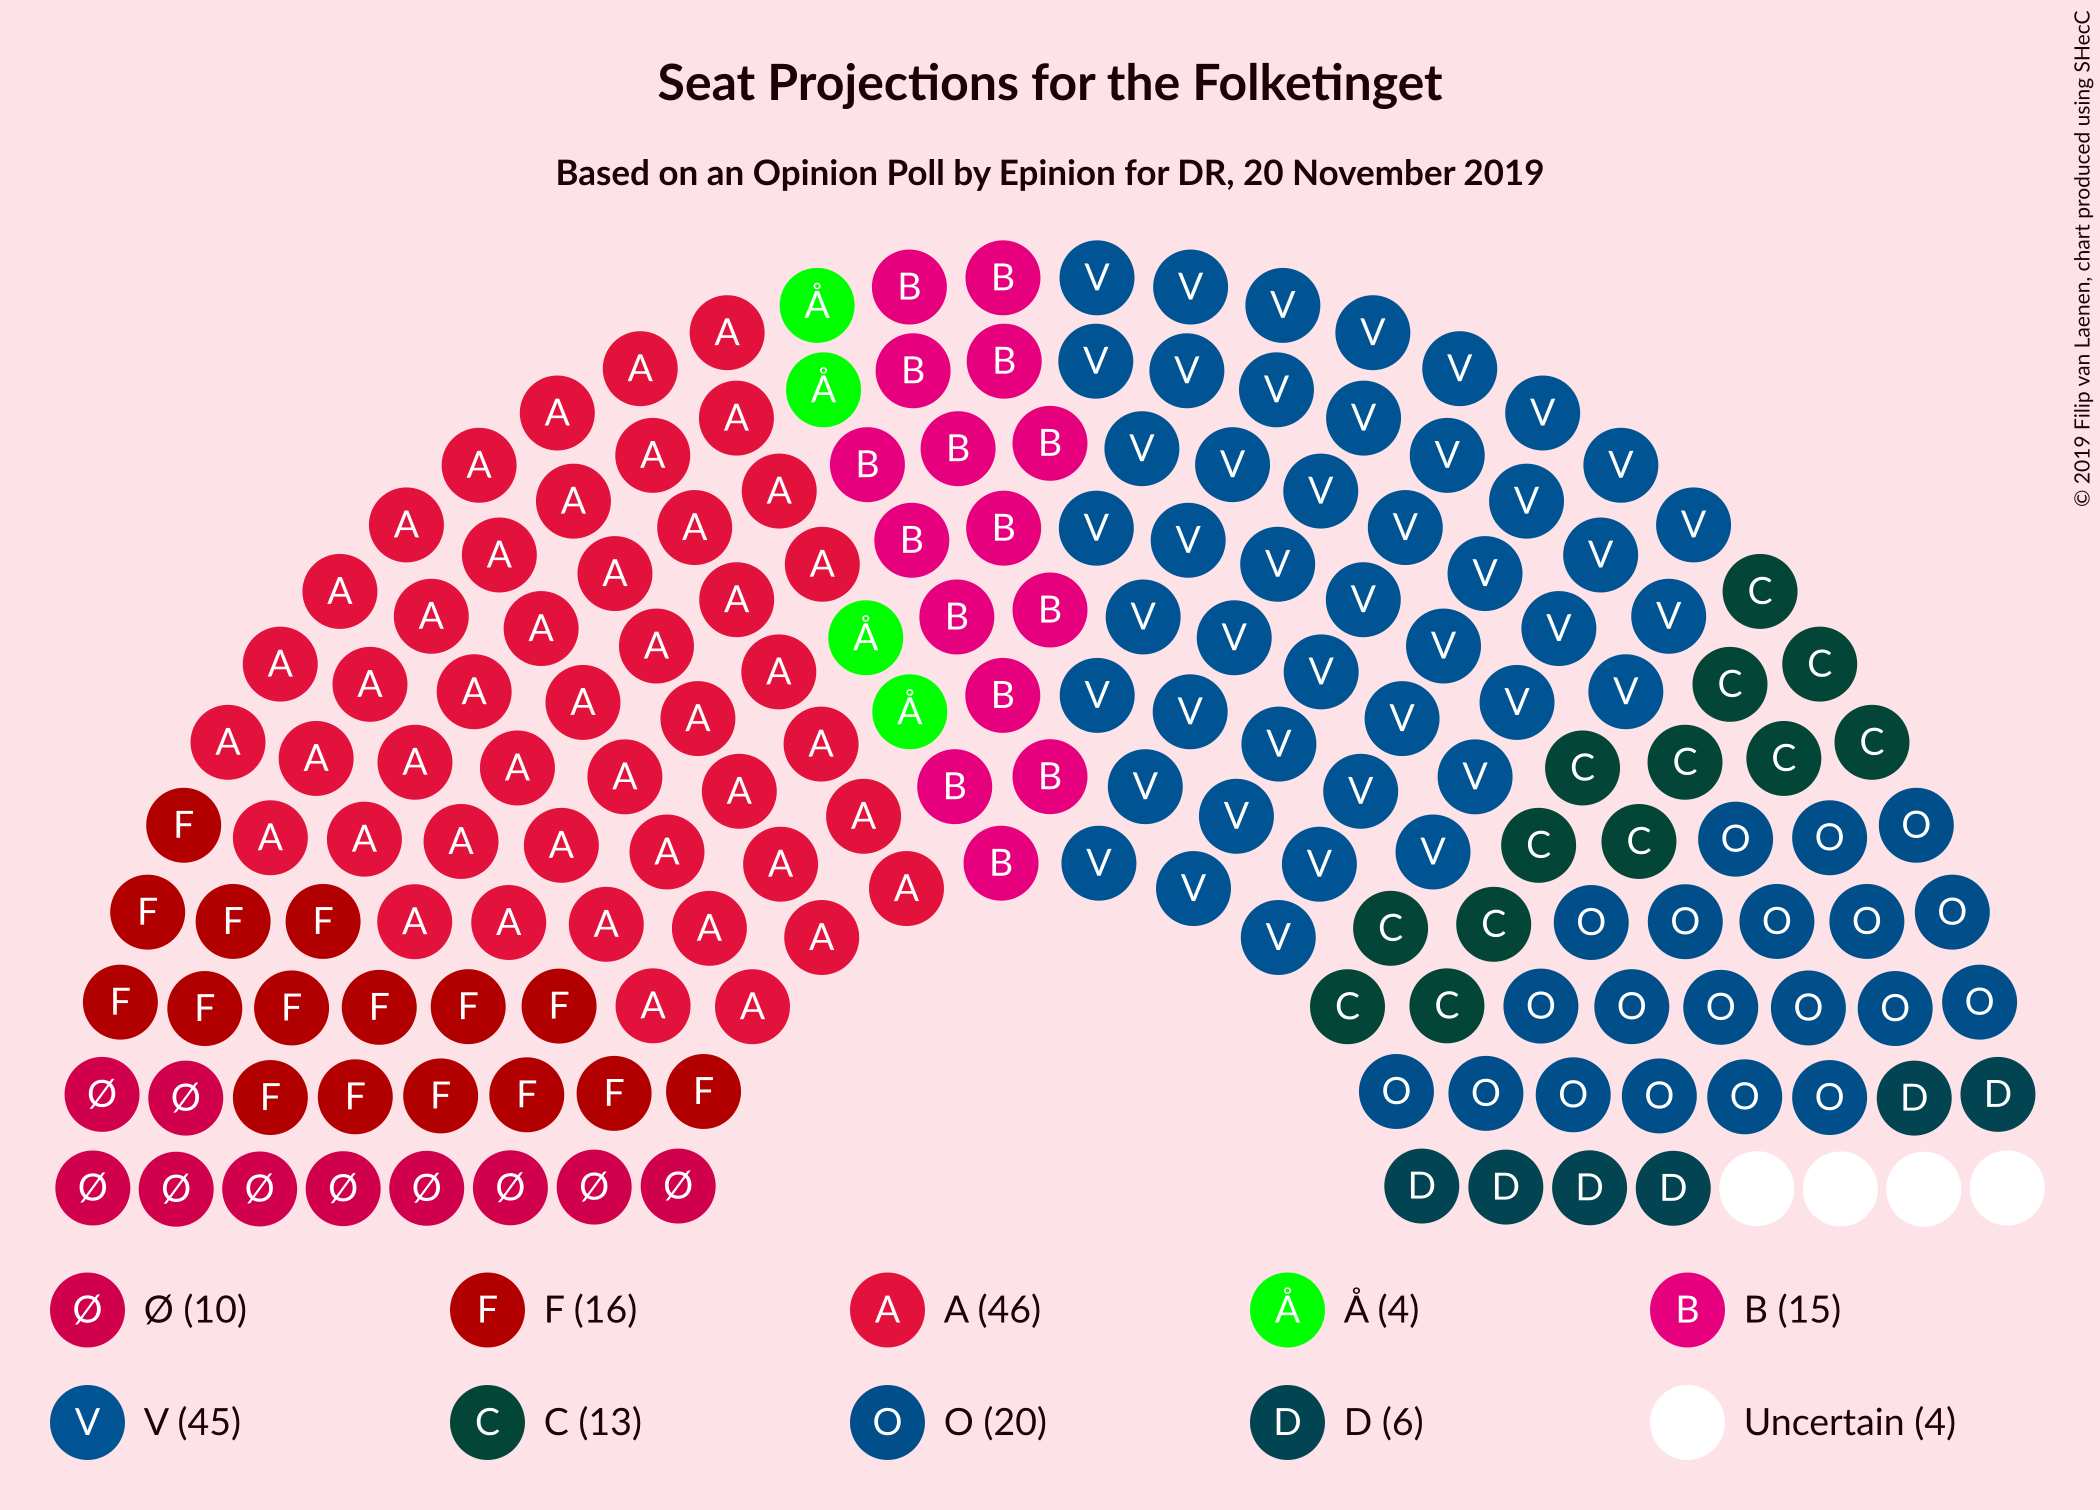 Seat Projections for the Folketinget
Based on an Opinion Poll by Epinion for DR, 20 November 2019
© 2019 Filip van Laenen, chart produced using SHecC
B B V V
Å B B V V V V
A Å B B V V V V V
A A B B B V V V V V
A A A B B V V V V V
A A A A B B V V V V V
A A A A Å B V V V V V C
A A A A A Å B V V V V V C C
A A A A A A B B V V V V C C C
A A A A A A A B V V V V C C C C
F A A A A A A A V V V C C O O O
F F F A A A A A V C C O O O O O
F F F F F F A A C C O O O O O O
Ø Ø F F F F F F O O O O O O D D
Ø Ø Ø Ø Ø Ø Ø Ø D D D D
Ø Ø (10) F F (16) A A (46) Å Å (4) B B (15)
V V (45) C C (13) O O (20) D D (6) Uncertain (4)